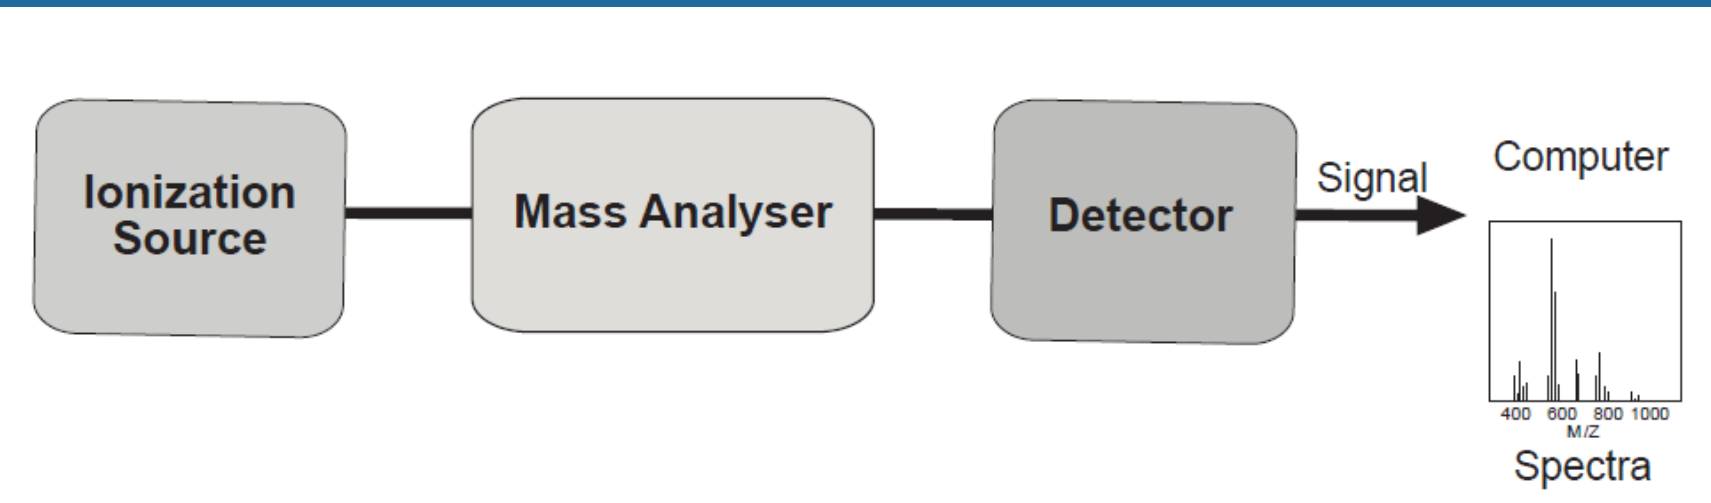 Ionization
Source
Mass Analyser
Detector
Signal
Computer
400 600 800 1000
M/Z
Spectra